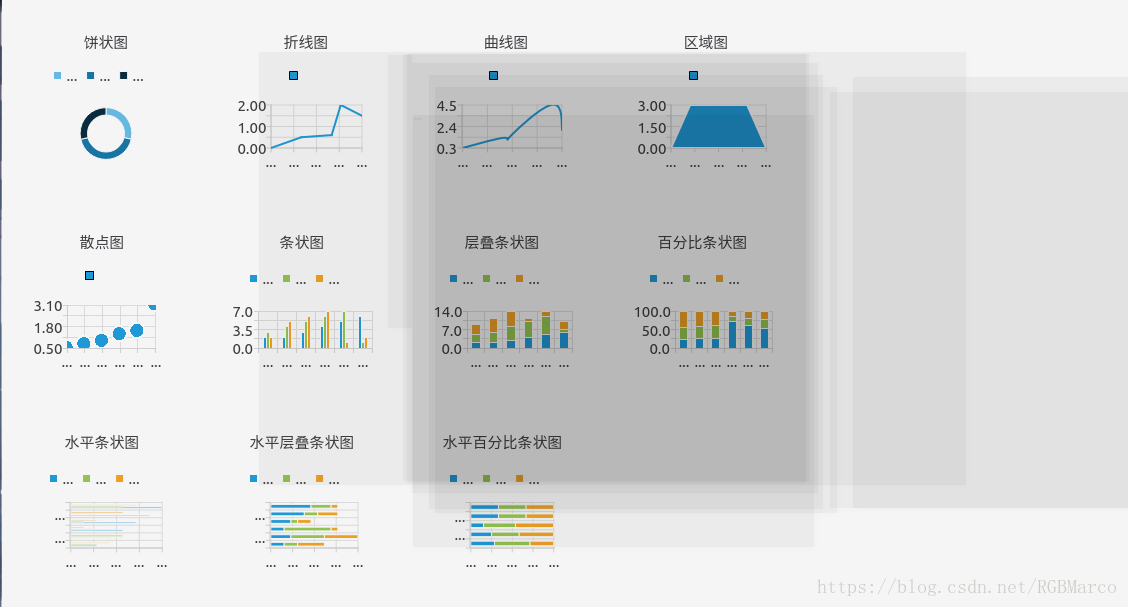 饼状图 折线图 曲线图 区域图
... ... ...
2.00 4.5 3.00
1.00 2.4 1.50
0.00 0.3 0.00
... ... ... ... ... ... ... ... ... ... ... ... ... ... ...
散点图 条状图 层叠条状图 百分比条状图
... ... ... ... ... ... ... ... ...
3.10 7.0 14.0 100.0
1.80 3.5 7.0 50.0
0.50 0.0 0.0 0.0
... ... ... ... ... ... ... ... ... ... ... ... ... ... ... ... ... ... ... ... ... ... ... ...
水平条状图 水平层叠条状图 水平百分比条状图
... ... ... ... ... ... ... ... ...
... ... ...
... ... ...
... ... ... ... ... ... ... ... ... ... ... ... ... ...
https://blog.csdn.net/RGBMarco